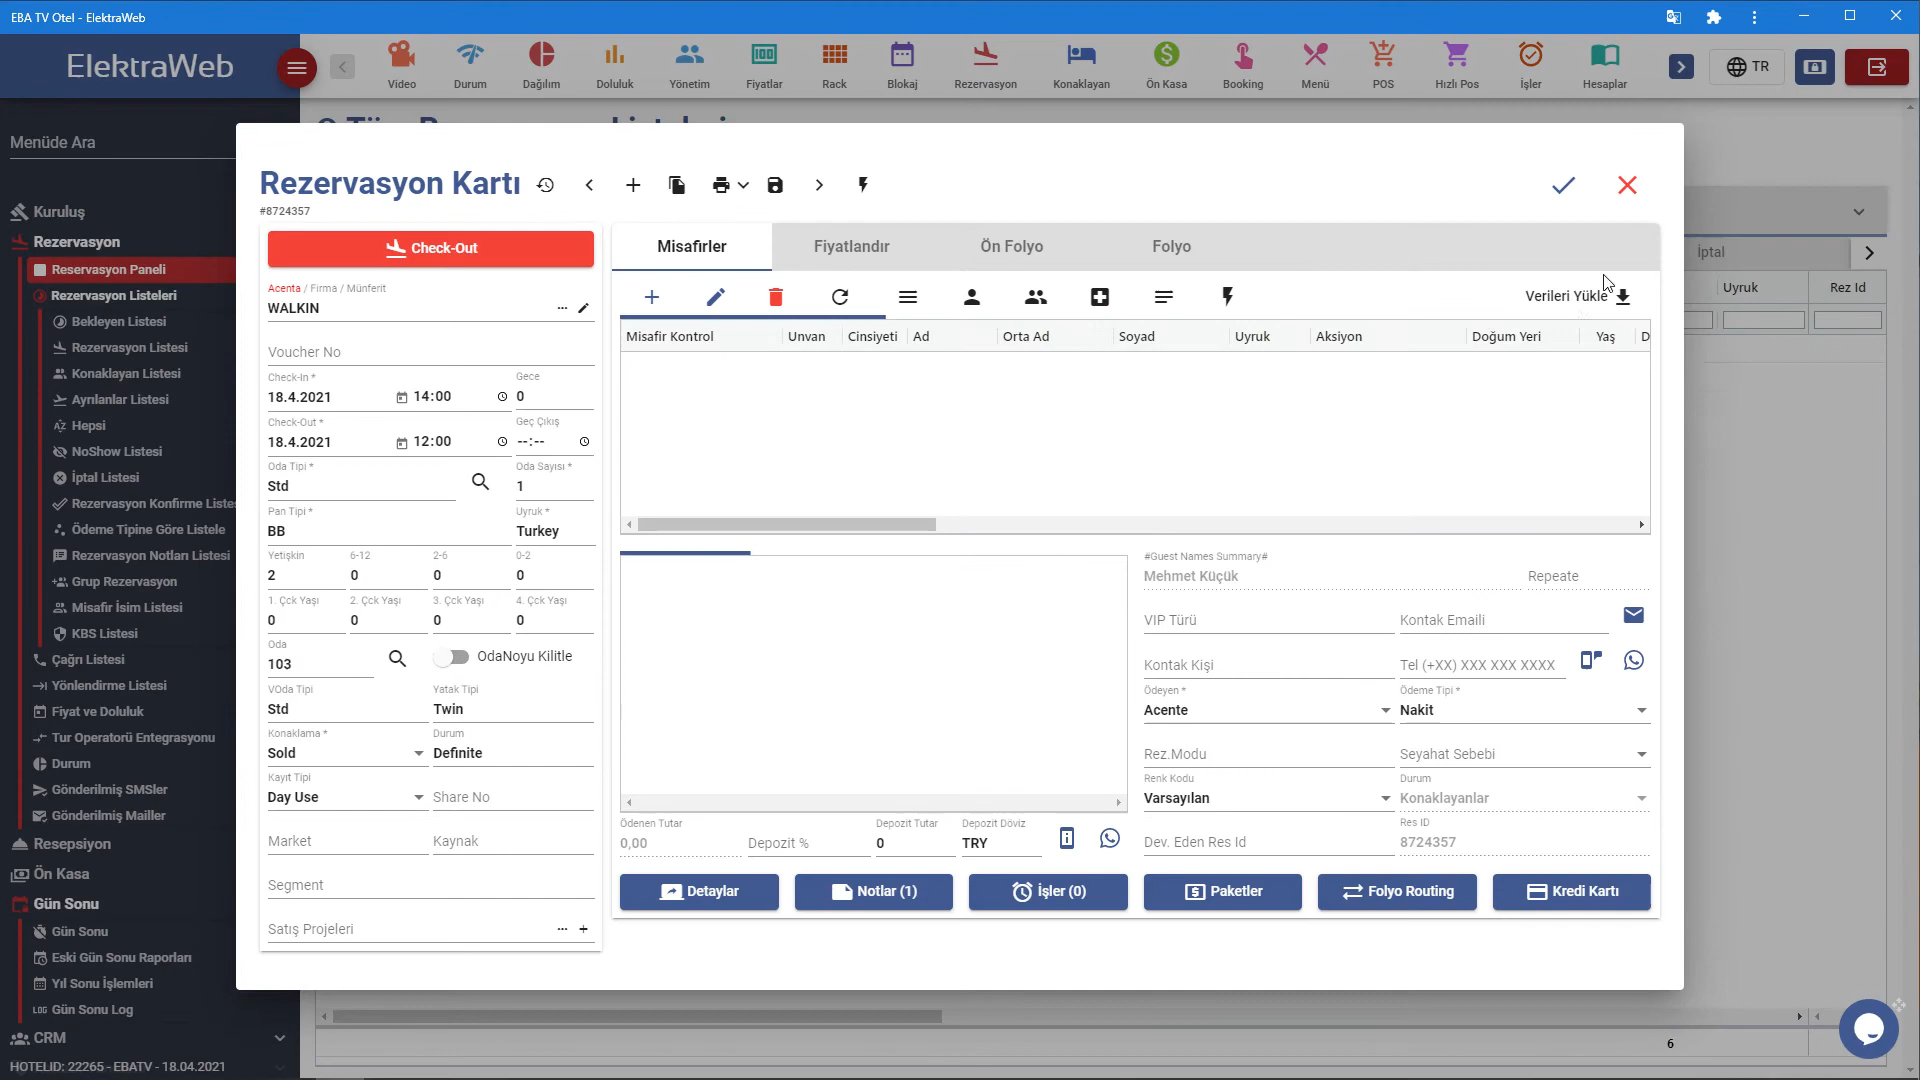 EBA TV Otel - ElektraWeb
ElektraWeb
Video
Durum
Dağılım
Doluluk
Yönetim
Fiyatlar
Rack
Blokaj
Rezervasyon
Konaklayan
Ön Kasa
Booking
Menü
POS
Hızlı Pos
İşler
Hesaplar
TR
Menüde Ara
Kuruluş
Rezervasyon
Reservasyon Paneli
Rezervasyon Listeleri
Bekleyen Listesi
Rezervasyon Listesi
Konaklayan Listesi
Ayrılanlar Listesi
Hepsi
NoShow Listesi
İptal Listesi
Rezervasyon Konfirme Liste
Ödeme Tipine Göre Listele
Rezervasyon Notları Listesi
Grup Rezervasyon
Misafir İsim Listesi
KBS Listesi
Çağrı Listesi
Yönlendirme Listesi
Fiyat ve Doluluk
Tur Operatorü Entegrasyonu
Durum
Gönderilmiş SMSler
Gönderilmiş Mailler
Resepsiyon
Ön Kasa
Gün Sonu
Gün Sonu
Eski Gün Sonu Raporları
Yıl Sonu İşlemleri
LOG Gün Sonu Log
CRM
HOTELID: 22265 - EBATV - 18.04.2021
Rezervasyon Kartı
#8724357
Check-Out
Acenta / Firma / Münferit
WALKIN
Voucher No
Check-In * Gece
18.4.2021 14:00 0
Check-Out * Geç Çıkış
18.4.2021 12:00 --:--
Oda Tipi * Oda Sayısı *
Std 1
Pan Tipi * Uyruk *
BB Turkey
Yetişkin 6-12 2-6 0-2
2 0 0 0
1. Çck Yaşı 2. Çck Yaşı 3. Çck Yaşı 4. Çck Yaşı
0 0 0 0
Oda
103 OdaNoyu Kilitle
VOda Tipi Yatak Tipi
Std Twin
Konaklama * Durum
Sold Definite
Kayıt Tipi
Day Use Share No
Market Kaynak
Segment
Satış Projeleri
Misafirler Fiyatlandır Ön Folyo Folyo
Verileri Yükle
Misafir Kontrol Unvan Cinsiyeti Ad Orta Ad Soyad Uyruk Aksiyon Doğum Yeri Yaş D
#Guest Names Summary#
Mehmet Küçük Repeate
VIP Türü Kontak Emaili
Kontak Kişi Tel (+XX) XXX XXX XXXX
Ödeyen * Ödeme Tipi *
Acente Nakit
Rez.Modu Seyahat Sebebi
Renk Kodu Durum
Varsayılan Konaklayanlar
Res ID
Dev. Eden Res Id 8724357
Ödenen Tutar Depozit Tutar Depozit Döviz
0,00 Depozit % 0 TRY
Detaylar Notlar (1) İşler (0) Paketler Folyo Routing Kredi Kartı
İptal
Uyruk Rez Id
6